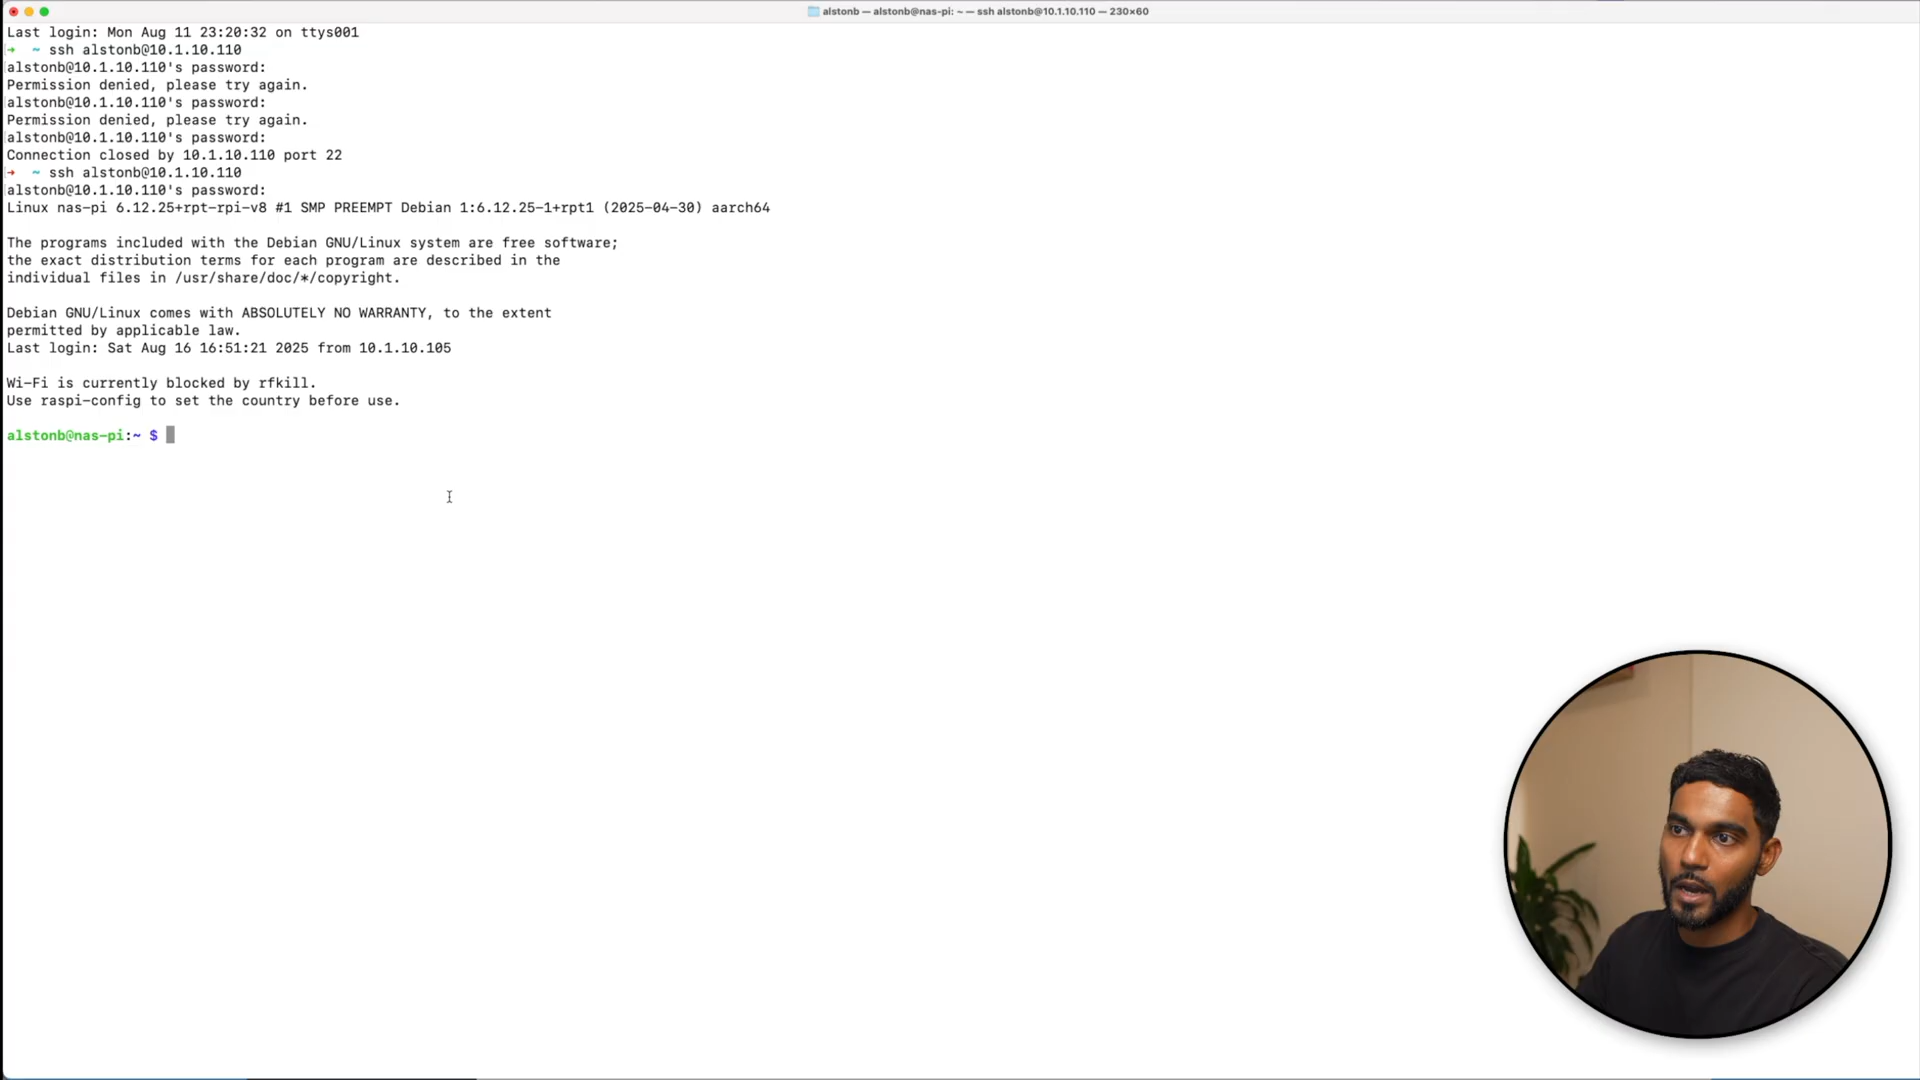 alstonb — alstonb@nas-pi: ~ — ssh alstonb@10.1.10.110 — 230×60
Last login: Mon Aug 11 23:20:32 on ttys001
→ ~ ssh alstonb@10.1.10.110
alstonb@10.1.10.110's password:
Permission denied, please try again.
alstonb@10.1.10.110's password:
Permission denied, please try again.
alstonb@10.1.10.110's password:
Connection closed by 10.1.10.110 port 22
→ ~ ssh alstonb@10.1.10.110
alstonb@10.1.10.110's password:
Linux nas-pi 6.12.25+rpt-rpi-v8 #1 SMP PREEMPT Debian 1:6.12.25-1+rpt1 (2025-04-30) aarch64
The programs included with the Debian GNU/Linux system are free software;
the exact distribution terms for each program are described in the
individual files in /usr/share/doc/*/copyright.
Debian GNU/Linux comes with ABSOLUTELY NO WARRANTY, to the extent
permitted by applicable law.
Last login: Sat Aug 16 16:51:21 2025 from 10.1.10.105
Wi-Fi is currently blocked by rfkill.
Use raspi-config to set the country before use.
alstonb@nas-pi:~ $